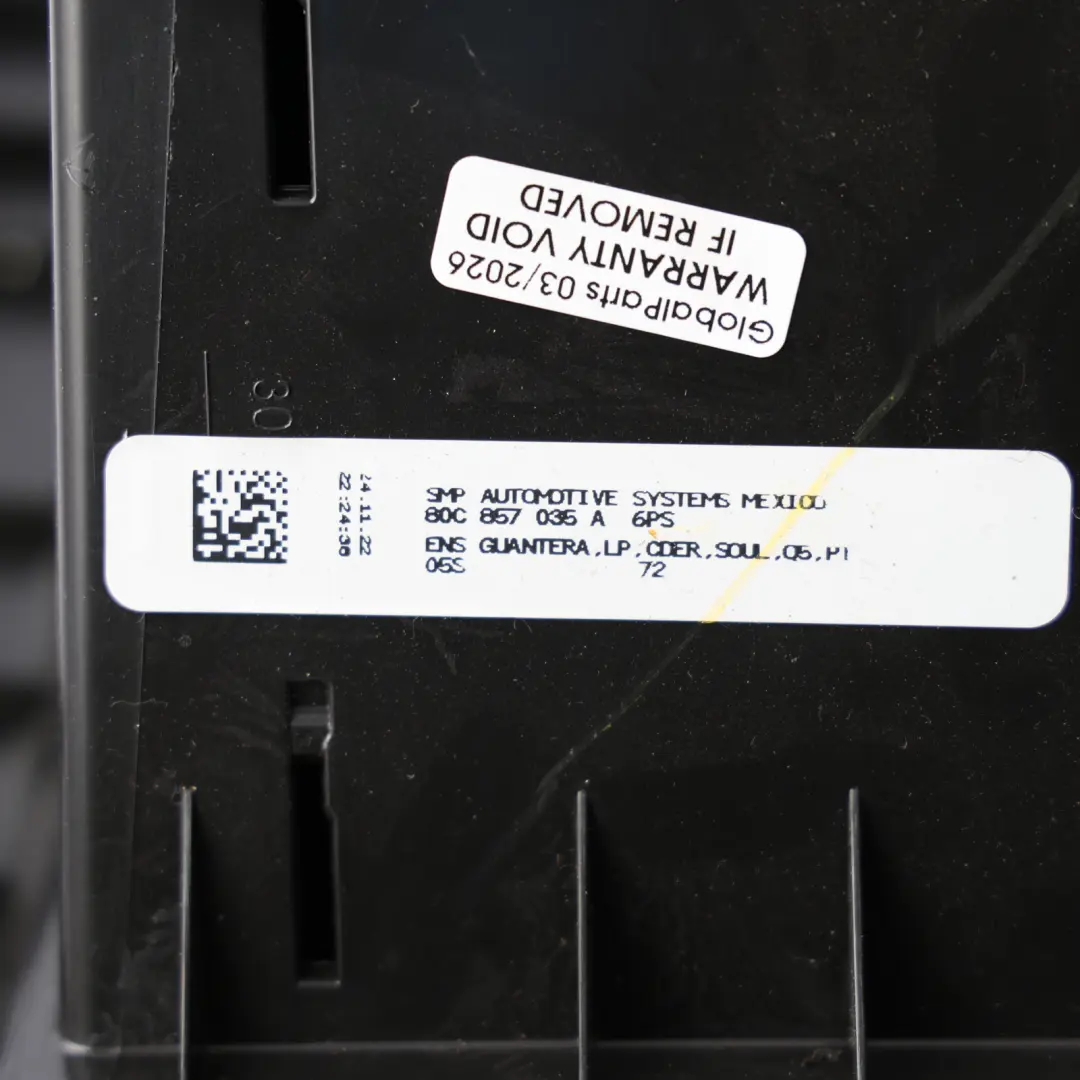 GlobalParts 03/2026
WARRANTY VOID
IF REMOVED
30
24.11.22
22:24:36
SMP AUTOMOTIVE SYSTEMS MEXICO
80C 857 035 A 6PS
ENS GUANTERA,LP,CDER,SOUL,Q5,PI
05S 72